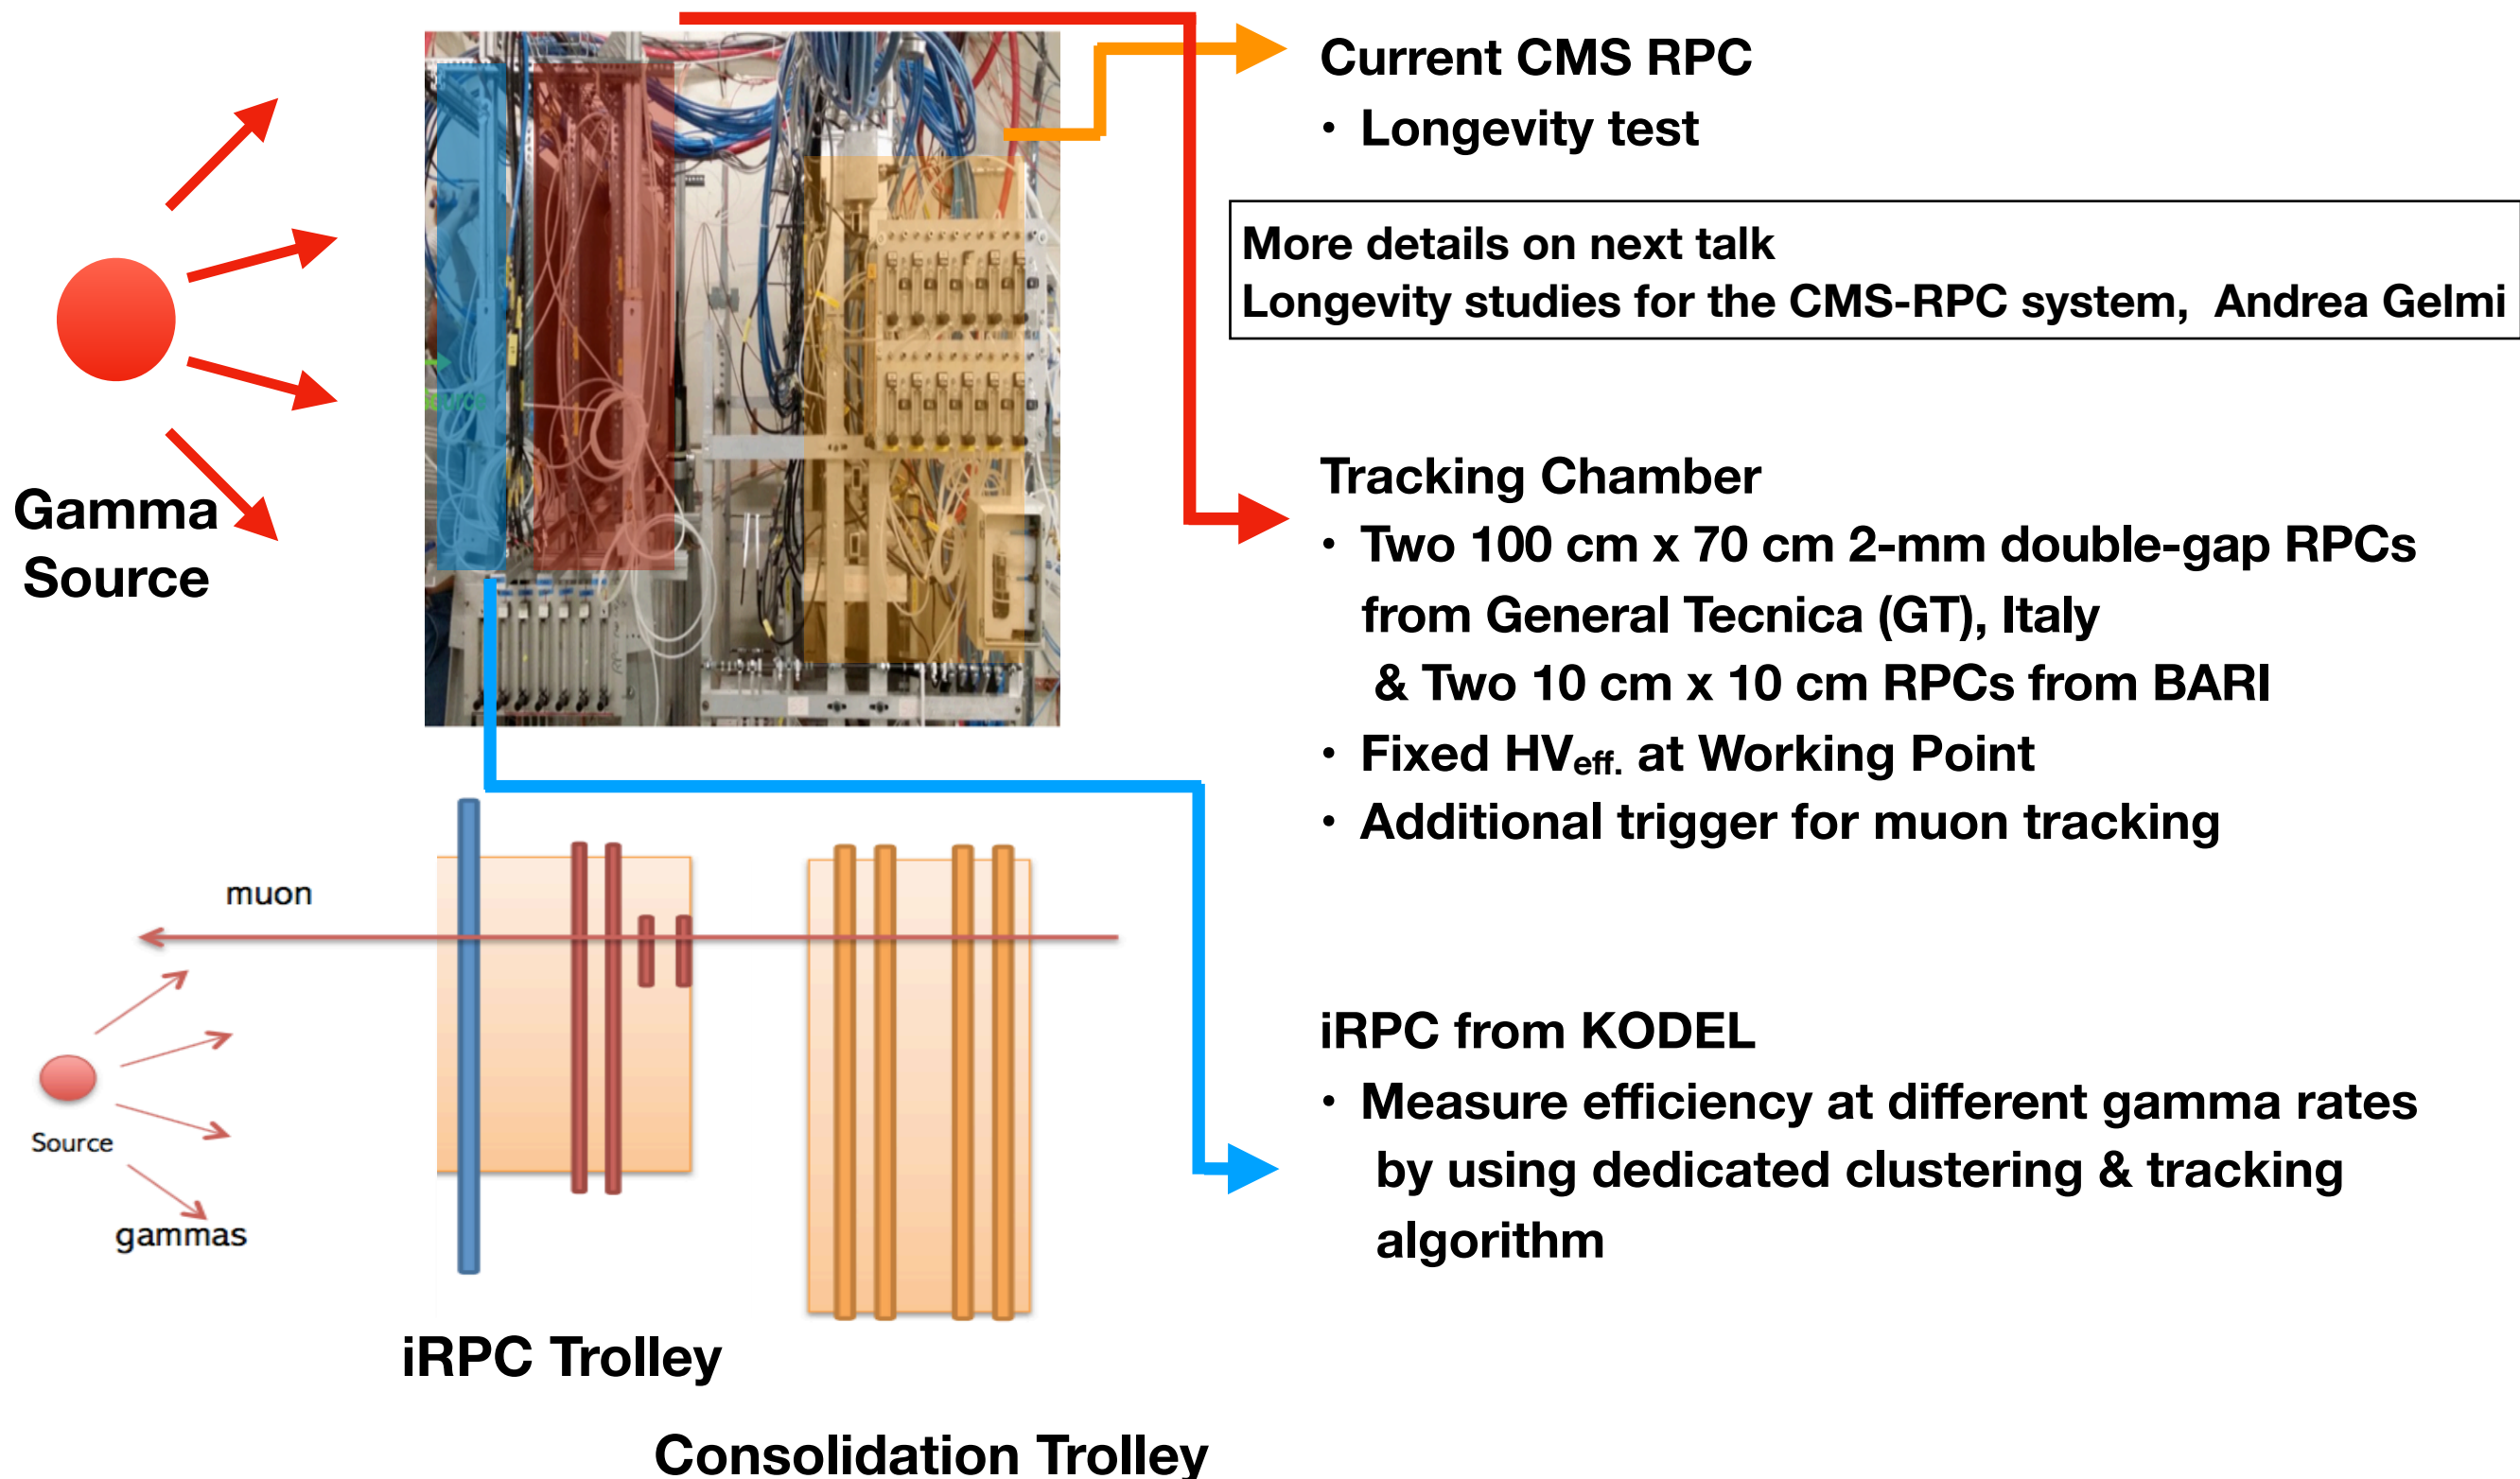 Current CMS RPC
• Longevity test
More details on next talk
Longevity studies for the CMS-RPC system, Andrea Gelmi
Gamma
Source
Tracking Chamber
• Two 100 cm x 70 cm 2-mm double-gap RPCs
from General Tecnica (GT), Italy
& Two 10 cm x 10 cm RPCs from BARI
• Fixed HVeff. at Working Point
• Additional trigger for muon tracking
muon
Source
gammas
iRPC from KODEL
• Measure efficiency at different gamma rates
by using dedicated clustering & tracking
algorithm
iRPC Trolley
Consolidation Trolley